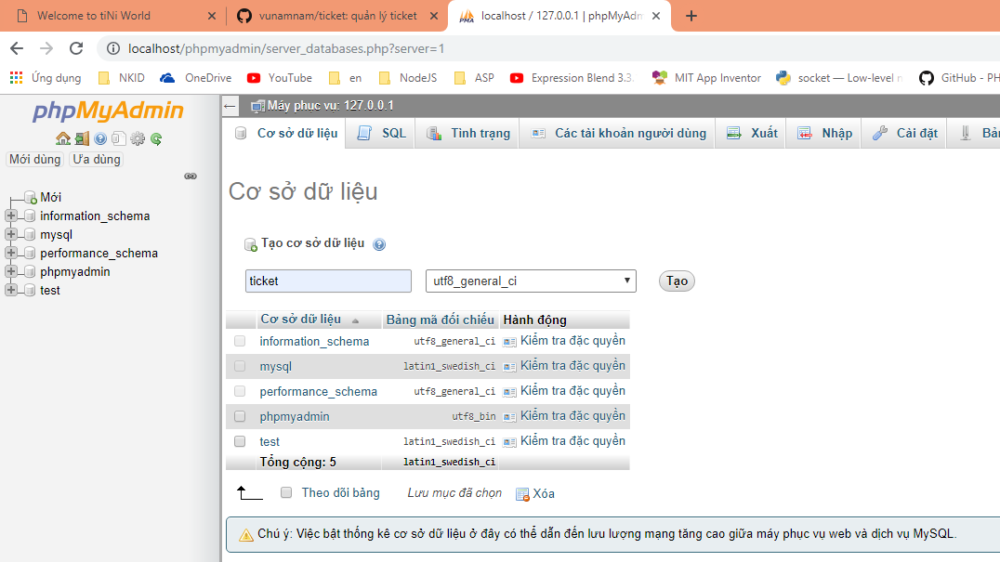 Welcome to tiNi World
vunamnam/ticket: quản lý ticket
localhost / 127.0.0.1 | phpMyAdm
localhost/phpmyadmin/server_databases.php?server=1
Ứng dụng NKID OneDrive YouTube en NodeJS ASP Expression Blend 3.3. MIT App Inventor socket — Low-level n GitHub - PH
phpMyAdmin
Mới dùng Ưa dùng
Mới
information_schema
mysql
performance_schema
phpmyadmin
test
Máy phục vụ: 127.0.0.1
Cơ sở dữ liệu SQL Tình trạng Các tài khoản người dùng Xuất Nhập Cài đặt Bản
Cơ sở dữ liệu
Tạo cơ sở dữ liệu
ticket utf8_general_ci Tạo
Cơ sở dữ liệu Bảng mã đối chiếu Hành động
information_schema utf8_general_ci Kiểm tra đặc quyền
mysql latin1_swedish_ci Kiểm tra đặc quyền
performance_schema utf8_general_ci Kiểm tra đặc quyền
phpmyadmin utf8_bin Kiểm tra đặc quyền
test latin1_swedish_ci Kiểm tra đặc quyền
Tổng cộng: 5 latin1_swedish_ci
Theo dõi bảng Lưu mục đã chọn Xóa
Chú ý: Việc bật thống kê cơ sở dữ liệu ở đây có thể dẫn đến lưu lượng mạng tăng cao giữa máy phục vụ web và dịch vụ MySQL.